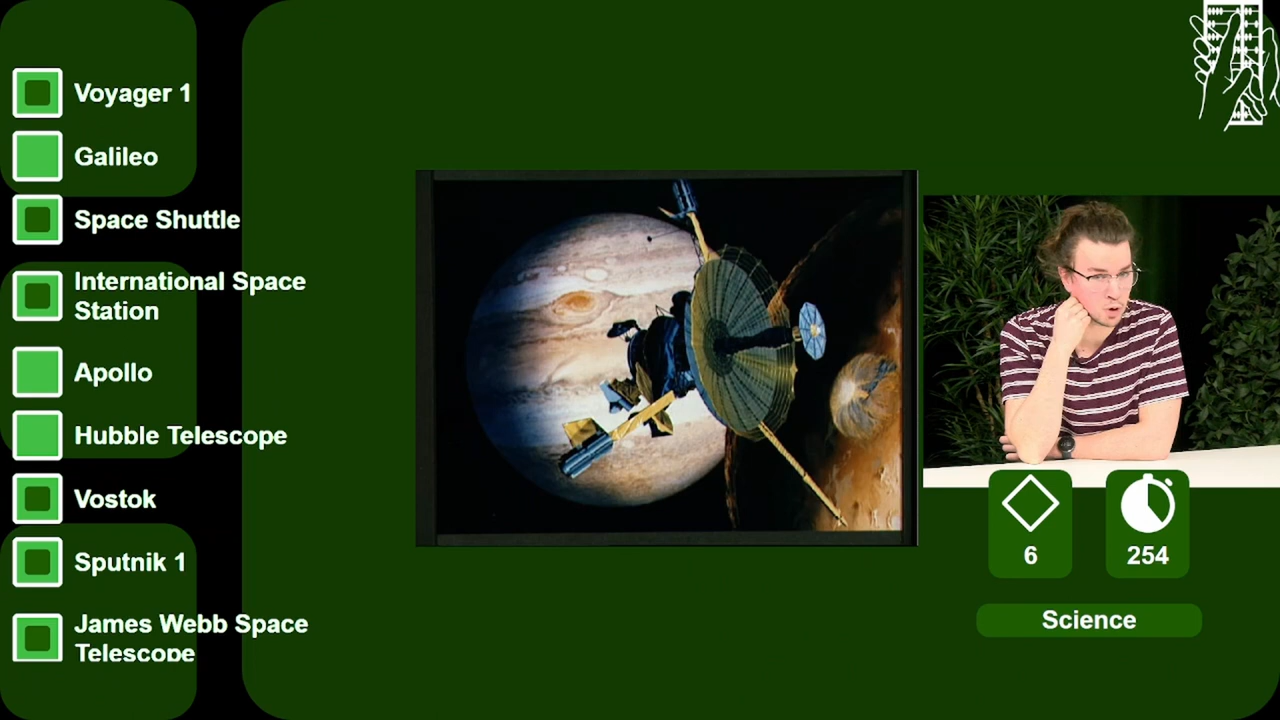 Voyager 1
Galileo
Space Shuttle
International Space
Station
Apollo
Hubble Telescope
Vostok
Sputnik 1
James Webb Space
Telescope
6
254
Science